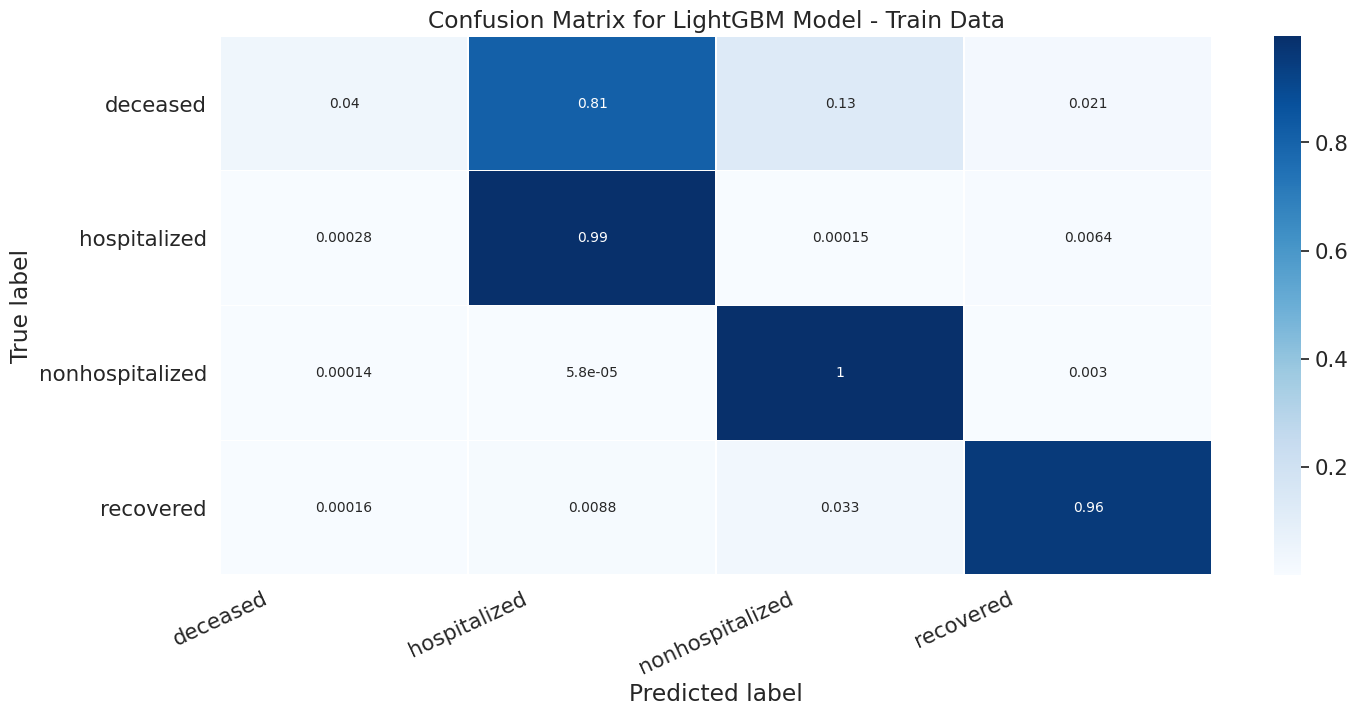 Confusion Matrix for LightGBM Model - Train Data
True label
deceased
0.04 0.81 0.13 0.021
hospitalized
0.00028 0.99 0.00015 0.0064
nonhospitalized
0.00014 5.8e-05 1 0.003
recovered
0.00016 0.0088 0.033 0.96
deceased hospitalized nonhospitalized recovered
Predicted label
0.8
0.6
0.4
0.2